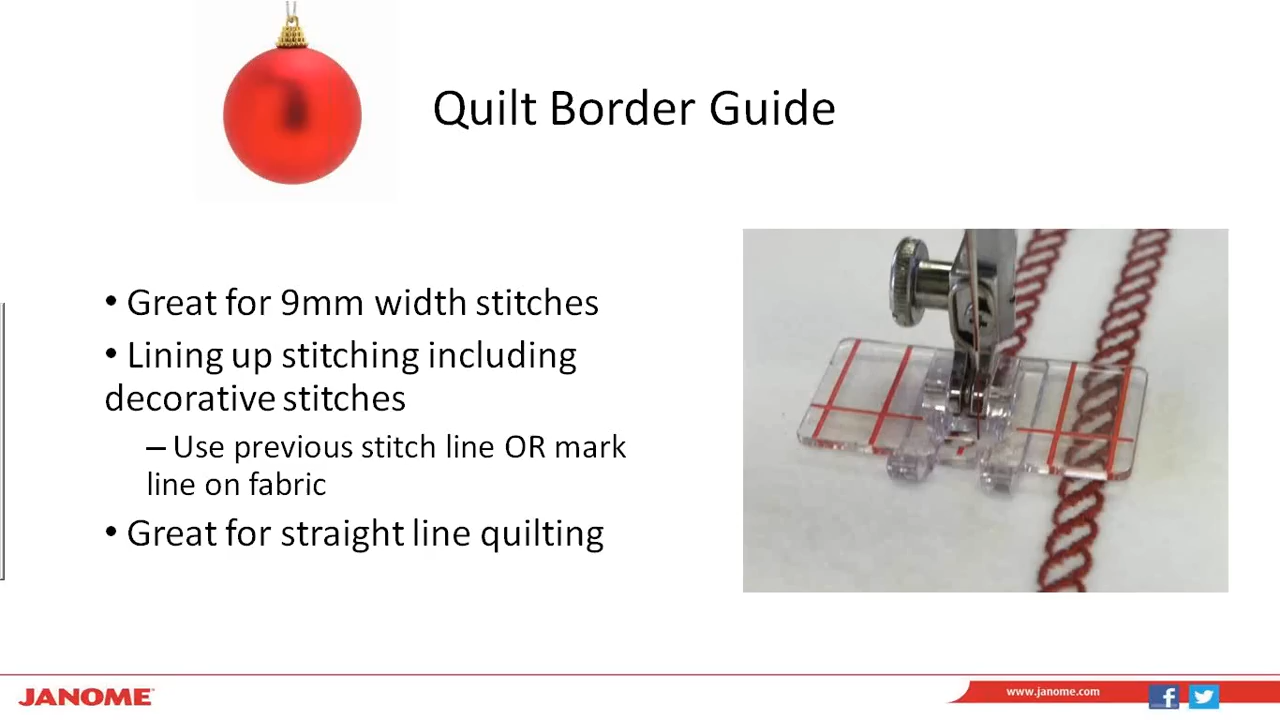 Quilt Border Guide
• Great for 9mm width stitches
• Lining up stitching including
decorative stitches
– Use previous stitch line OR mark
line on fabric
• Great for straight line quilting
JANOME
www.janome.com